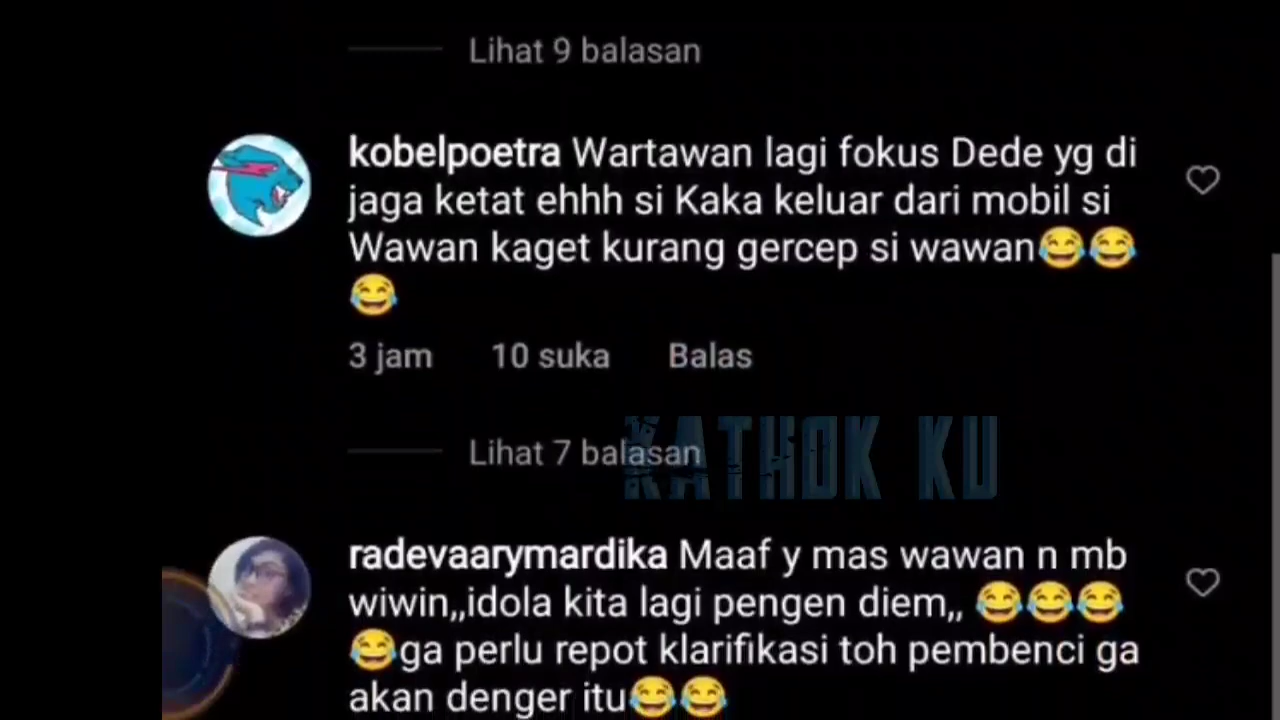 Lihat 9 balasan
kobelpoetra Wartawan lagi fokus Dede yg di
jaga ketat ehhh si Kaka keluar dari mobil si
Wawan kaget kurang gercep si wawan😂😂
😂
3 jam 10 suka Balas
Lihat 7 balasan
KATHOK KU
radevaarymardika Maaf y mas wawan n mb
wiwin,,idola kita lagi pengen diem,, 😂😂😂
😂ga perlu repot klarifikasi toh pembenci ga
akan denger itu😂😂